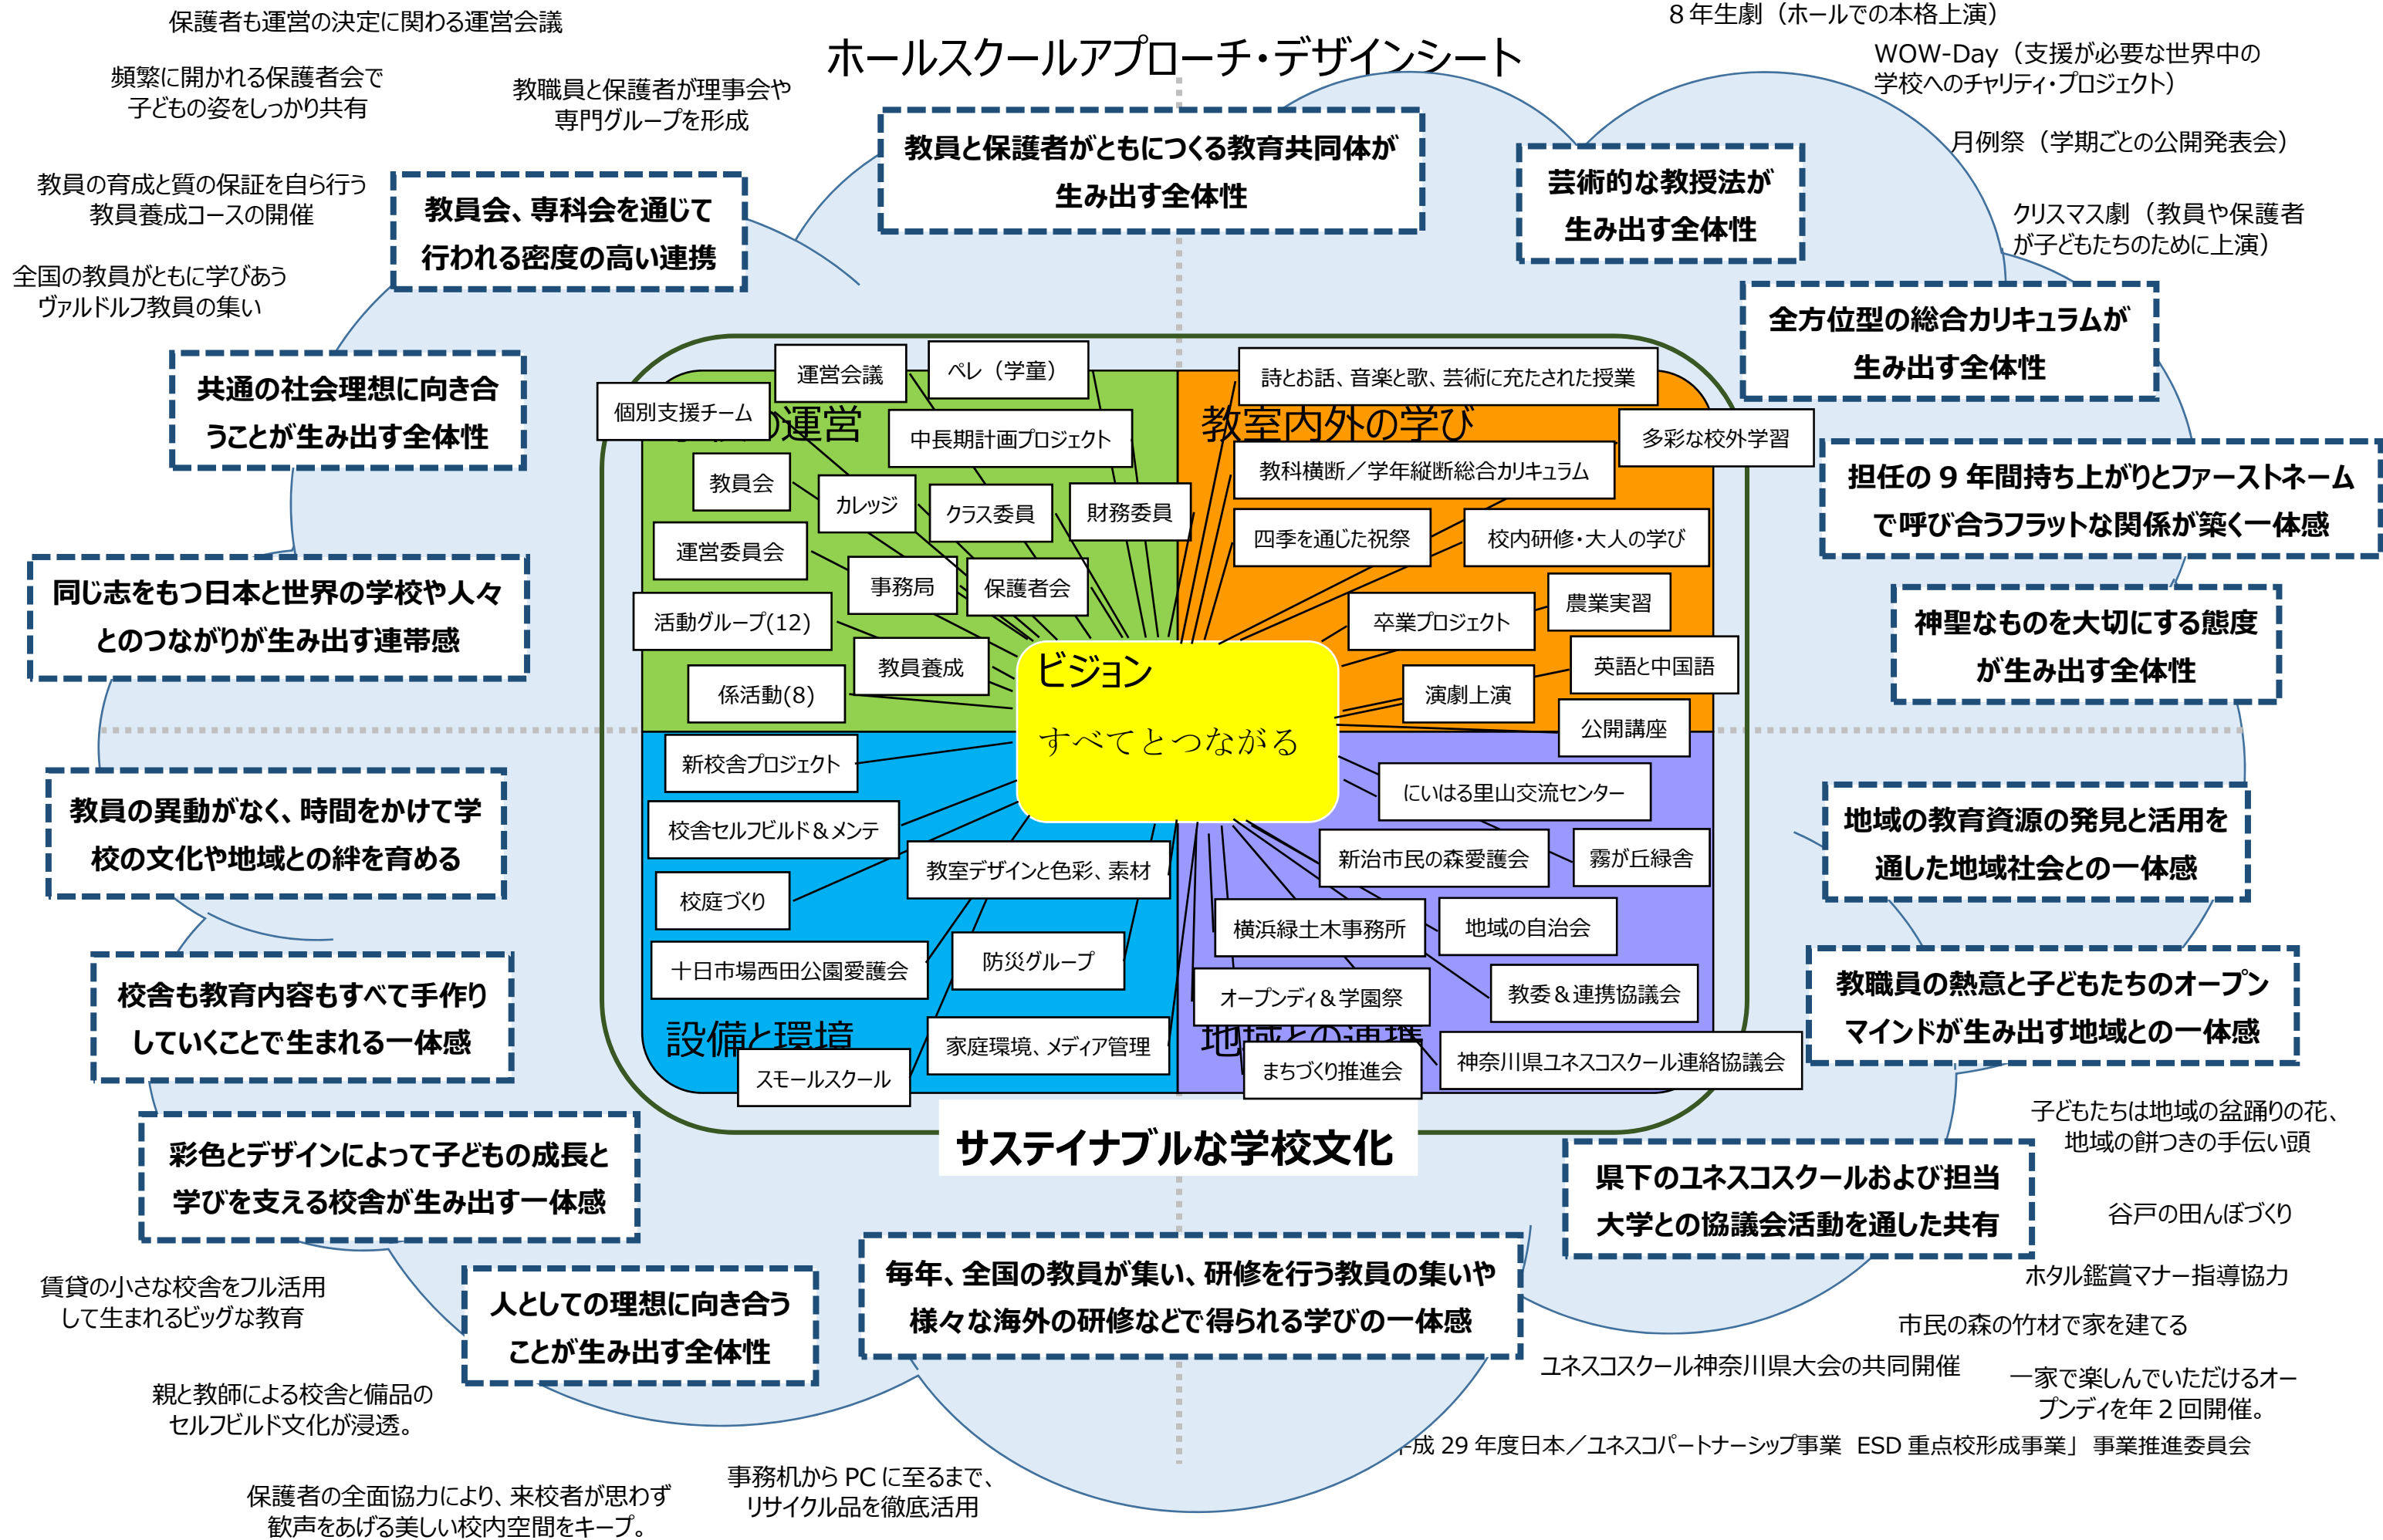 ホールスクールアプローチ・デザインシート
保護者も運営の決定に関わる運営会議
頻繁に開かれる保護者会で
子どもの姿をしっかり共有
教職員と保護者が理事会や
専門グループを形成
教員の育成と質の保証を自ら行う
教員養成コースの開催
全国の教員がともに学びあう
ヴァルドルフ教員の集い
8年生劇（ホールでの本格上演）
WOW-Day（支援が必要な世界中の
学校へのチャリティ・プロジェクト）
月例祭（学期ごとの公開発表会）
クリスマス劇（教員や保護者
が子どもたちのために上演）
教員と保護者がともにつくる教育共同体が
生み出す全体性
芸術的な教授法が
生み出す全体性
教員会、専科会を通じて
行われる密度の高い連携
全方位型の総合カリキュラムが
生み出す全体性
共通の社会理想に向き合
うことが生み出す全体性
担任の9年間持ち上がりとファーストネーム
で呼び合うフラットな関係が築く一体感
同じ志をもつ日本と世界の学校や人々
とのつながりが生み出す連帯感
神聖なものを大切にする態度
が生み出す全体性
教員の異動がなく、時間をかけて学
校の文化や地域との絆を育める
地域の教育資源の発見と活用を
通した地域社会との一体感
校舎も教育内容もすべて手作り
していくことで生まれる一体感
教職員の熱意と子どもたちのオープン
マインドが生み出す地域との一体感
彩色とデザインによって子どもの成長と
学びを支える校舎が生み出す一体感
県下のユネスコスクールおよび担当
大学との協議会活動を通した共有
人としての理想に向き合う
ことが生み出す全体性
毎年、全国の教員が集い、研修を行う教員の集いや
様々な海外の研修などで得られる学びの一体感
の運営
運営会議
ペレ（学童）
個別支援チーム
中長期計画プロジェクト
教員会
カレッジ
クラス委員
財務委員
運営委員会
事務局
保護者会
活動グループ(12)
教員養成
係活動(8)
教室内外の学び
詩とお話、音楽と歌、芸術に充たされた授業
多彩な校外学習
教科横断／学年縦断総合カリキュラム
四季を通じた祝祭
校内研修・大人の学び
農業実習
卒業プロジェクト
英語と中国語
演劇上演
公開講座
ビジョン
すべてとつながる
新校舎プロジェクト
校舎セルフビルド＆メンテ
教室デザインと色彩、素材
校庭づくり
十日市場西田公園愛護会
防災グループ
設備と環境
家庭環境、メディア管理
スモールスクール
にいはる里山交流センター
新治市民の森愛護会
霧が丘緑舎
横浜緑土木事務所
地域の自治会
オープンディ＆学園祭
教委＆連携協議会
地域との連携
神奈川県ユネスコスクール連絡協議会
まちづくり推進会
サステイナブルな学校文化
子どもたちは地域の盆踊りの花、
地域の餅つきの手伝い頭
谷戸の田んぼづくり
ホタル鑑賞マナー指導協力
市民の森の竹材で家を建てる
ユネスコスクール神奈川県大会の共同開催
一家で楽しんでいただけるオー
プンディを年2回開催。
成29年度日本／ユネスコパートナーシップ事業 ESD重点校形成事業」事業推進委員会
賃貸の小さな校舎をフル活用
して生まれるビッグな教育
親と教師による校舎と備品の
セルフビルド文化が浸透。
事務机からPCに至るまで、
リサイクル品を徹底活用
保護者の全面協力により、来校者が思わず
歓声をあげる美しい校内空間をキープ。